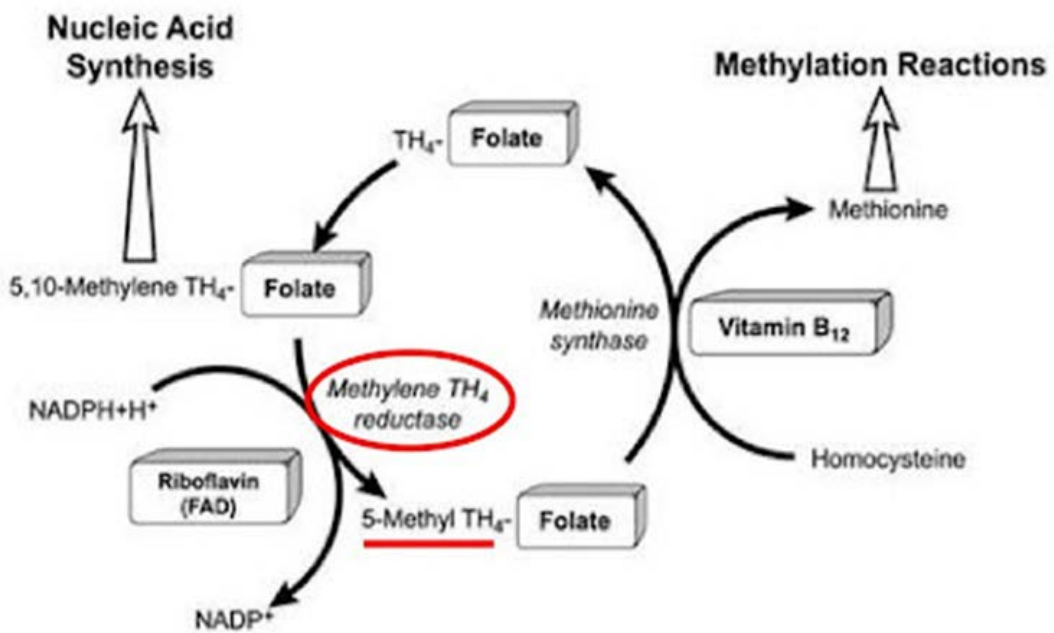 Nucleic Acid
Synthesis
Methylation Reactions
TH₄-
Folate
Methionine
5,10-Methylene TH₄-
Folate
Methionine
synthase
Vitamin B₁₂
Methylene TH₄
reductase
NADPH+H⁺
Homocysteine
Riboflavin
(FAD)
5-Methyl TH₄-
Folate
NADP⁺